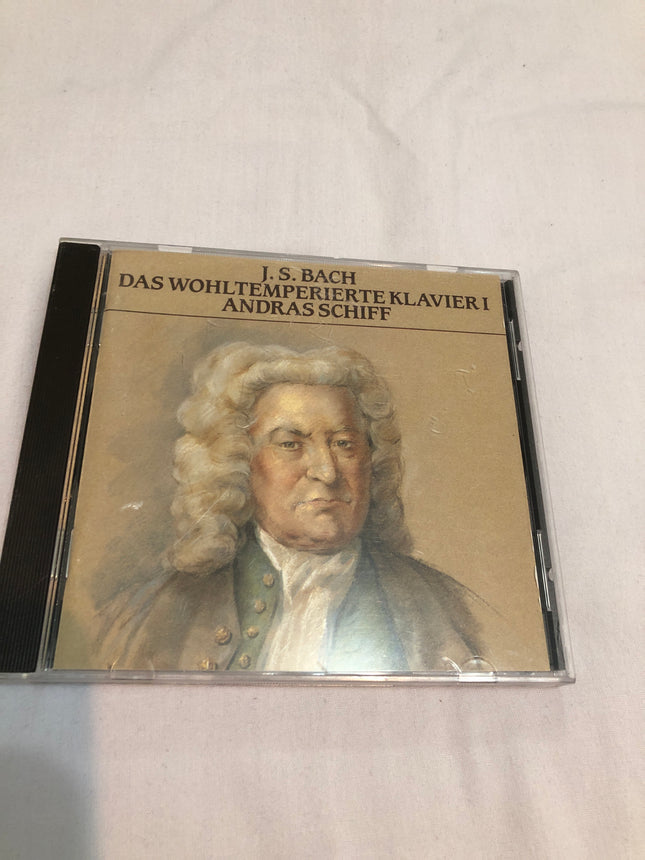 J. S. BACH
DAS WOHLTEMPERIERTE KLAVIER I
ANDRAS SCHIFF